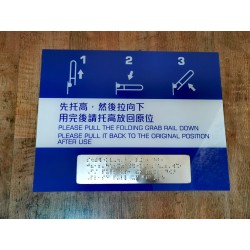 1 2 3
先托高，然後拉向下
用完後請托高放回原位
PLEASE PULL THE FOLDING GRAB RAIL DOWN
PLEASE PULL IT BACK TO THE ORIGINAL POSITION
AFTER USE